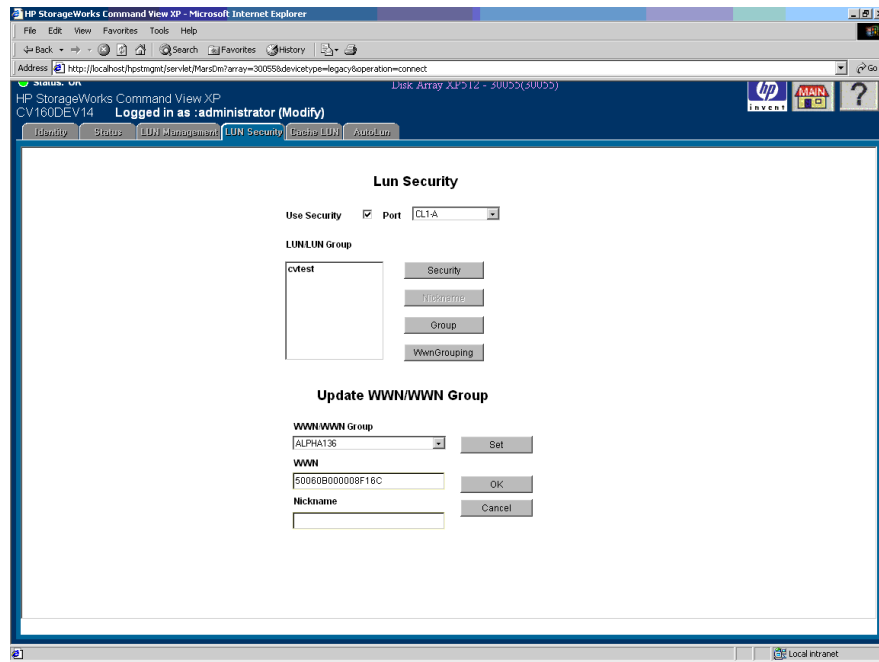 HP StorageWorks Command View XP - Microsoft Internet Explorer
File Edit View Favorites Tools Help
Back Search Favorites History
Address http://localhost/hpstmgmt/servlet/MarsDm?array=30055&devicetype=legacy&operation=connect Go
Status: OK Disk Array XP512 - 30055(30055)
HP StorageWorks Command View XP
CV160DEV14 Logged in as :administrator (Modify)
hp invent MAIN ?
Identity Status LUN Management LUN Security Cache LUN AutoLun
Lun Security
Use Security Port CL1-A
LUN/LUN Group
cvtest
Security
Nickname
Group
WwnGrouping
Update WWN/WWN Group
WWN/WWN Group
ALPHA136 Set
WWN
50060B000008F16C OK
Nickname Cancel
Local intranet